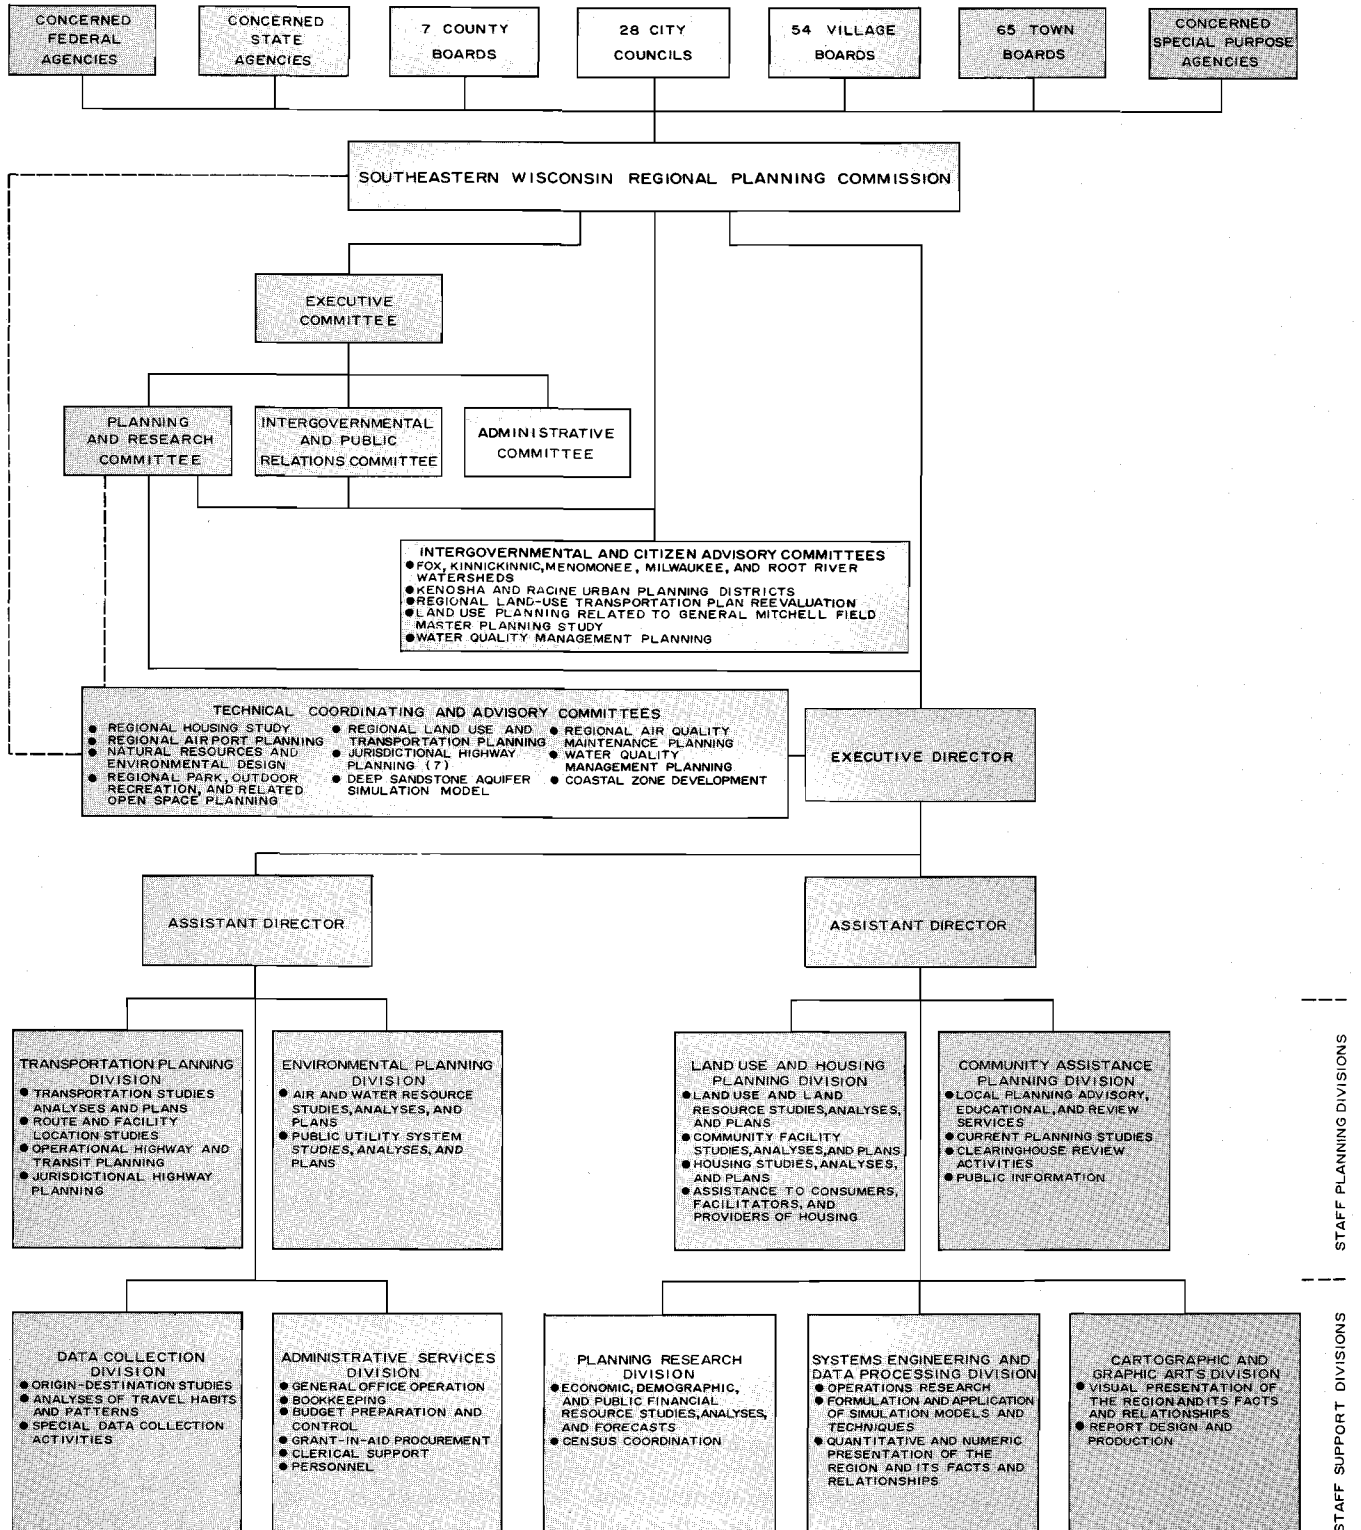 CONCERNED
FEDERAL
AGENCIES
CONCERNED
STATE
AGENCIES
7 COUNTY
BOARDS
28 CITY
COUNCILS
54 VILLAGE
BOARDS
65 TOWN
BOARDS
CONCERNED
SPECIAL PURPOSE
AGENCIES
SOUTHEASTERN WISCONSIN REGIONAL PLANNING COMMISSION
EXECUTIVE
COMMITTEE
PLANNING
AND RESEARCH
COMMITTEE
INTERGOVERNMENTAL
AND PUBLIC
RELATIONS COMMITTEE
ADMINISTRATIVE
COMMITTEE
INTERGOVERNMENTAL AND CITIZEN ADVISORY COMMITTEES
● FOX, KINNICKINNIC, MENOMONEE, MILWAUKEE, AND ROOT RIVER
WATERSHEDS
● KENOSHA AND RACINE URBAN PLANNING DISTRICTS
● REGIONAL LAND-USE TRANSPORTATION PLAN REEVALUATION
● LAND USE PLANNING RELATED TO GENERAL MITCHELL FIELD
MASTER PLANNING STUDY
● WATER QUALITY MANAGEMENT PLANNING
TECHNICAL COORDINATING AND ADVISORY COMMITTEES
● REGIONAL HOUSING STUDY
● REGIONAL AIRPORT PLANNING
● NATURAL RESOURCES AND
ENVIRONMENTAL DESIGN
● REGIONAL PARK, OUTDOOR
RECREATION, AND RELATED
OPEN SPACE PLANNING
● REGIONAL LAND USE AND
TRANSPORTATION PLANNING
● JURISDICTIONAL HIGHWAY
PLANNING (7)
● DEEP SANDSTONE AQUIFER
SIMULATION MODEL
● REGIONAL AIR QUALITY
MAINTENANCE PLANNING
● WATER QUALITY
MANAGEMENT PLANNING
● COASTAL ZONE DEVELOPMENT
EXECUTIVE DIRECTOR
ASSISTANT DIRECTOR
ASSISTANT DIRECTOR
TRANSPORTATION PLANNING
DIVISION
● TRANSPORTATION STUDIES
ANALYSES AND PLANS
● ROUTE AND FACILITY
LOCATION STUDIES
● OPERATIONAL HIGHWAY AND
TRANSIT PLANNING
● JURISDICTIONAL HIGHWAY
PLANNING
ENVIRONMENTAL PLANNING
DIVISION
● AIR AND WATER RESOURCE
STUDIES, ANALYSES, AND
PLANS
● PUBLIC UTILITY SYSTEM
STUDIES, ANALYSES, AND
PLANS
LAND USE AND HOUSING
PLANNING DIVISION
● LAND USE AND LAND
RESOURCE STUDIES, ANALYSES,
AND PLANS
● COMMUNITY FACILITY
STUDIES, ANALYSES, AND PLANS
● HOUSING STUDIES, ANALYSES,
AND PLANS
● ASSISTANCE TO CONSUMERS,
FACILITATORS, AND
PROVIDERS OF HOUSING
COMMUNITY ASSISTANCE
PLANNING DIVISION
● LOCAL PLANNING ADVISORY,
EDUCATIONAL, AND REVIEW
SERVICES
● CURRENT PLANNING STUDIES
● CLEARINGHOUSE REVIEW
ACTIVITIES
● PUBLIC INFORMATION
STAFF PLANNING DIVISIONS
DATA COLLECTION
DIVISION
● ORIGIN-DESTINATION STUDIES
● ANALYSES OF TRAVEL HABITS
AND PATTERNS
● SPECIAL DATA COLLECTION
ACTIVITIES
ADMINISTRATIVE SERVICES
DIVISION
● GENERAL OFFICE OPERATION
● BOOKKEEPING
● BUDGET PREPARATION AND
CONTROL
● GRANT-IN-AID PROCUREMENT
● CLERICAL SUPPORT
● PERSONNEL
PLANNING RESEARCH
DIVISION
● ECONOMIC, DEMOGRAPHIC,
AND PUBLIC FINANCIAL
RESOURCE STUDIES, ANALYSES,
AND FORECASTS
● CENSUS COORDINATION
SYSTEMS ENGINEERING AND
DATA PROCESSING DIVISION
● OPERATIONS RESEARCH
● FORMULATION AND APPLICATION
OF SIMULATION MODELS AND
TECHNIQUES
● QUANTITATIVE AND NUMERIC
PRESENTATION OF THE
REGION AND ITS FACTS AND
RELATIONSHIPS
CARTOGRAPHIC AND
GRAPHIC ARTS DIVISION
● VISUAL PRESENTATION OF
THE REGION AND ITS FACTS
AND RELATIONSHIPS
● REPORT DESIGN AND
PRODUCTION
STAFF SUPPORT DIVISIONS